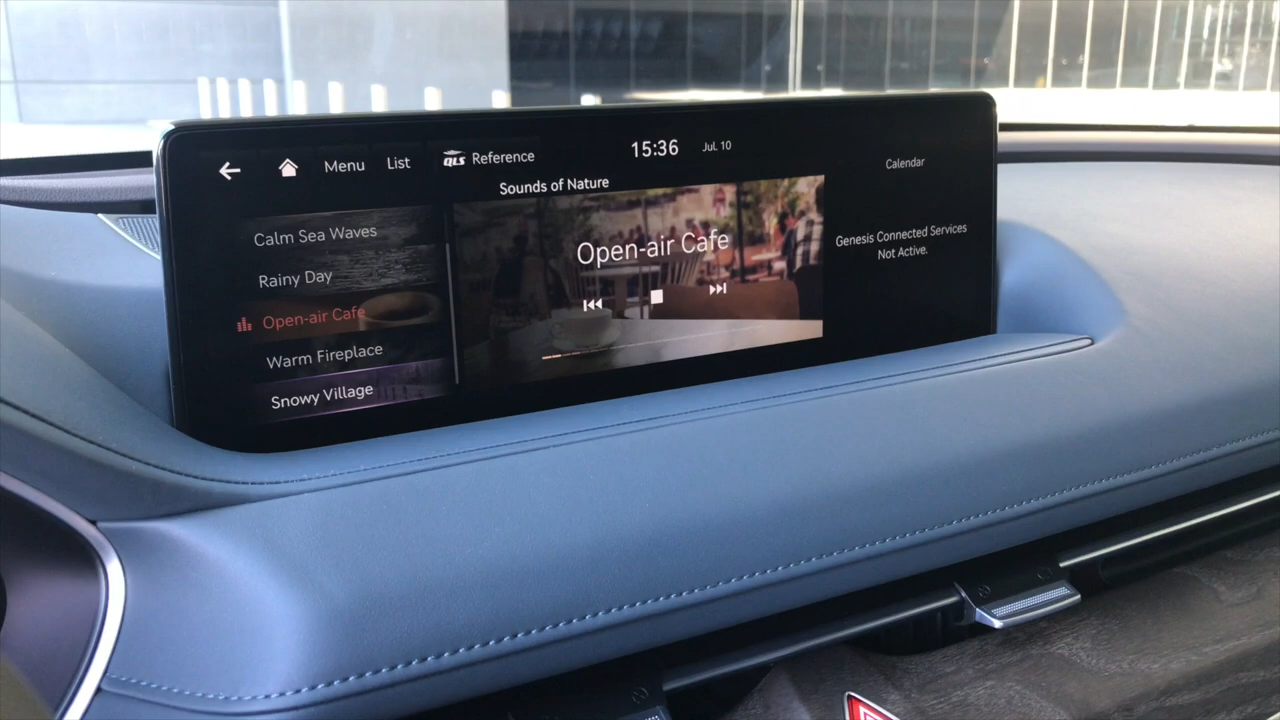 Menu
List
QLS Reference
15:36
Jul. 10
Calendar
Sounds of Nature
Calm Sea Waves
Rainy Day
Open-air Cafe
Warm Fireplace
Snowy Village
Open-air Cafe
Genesis Connected Services
Not Active.